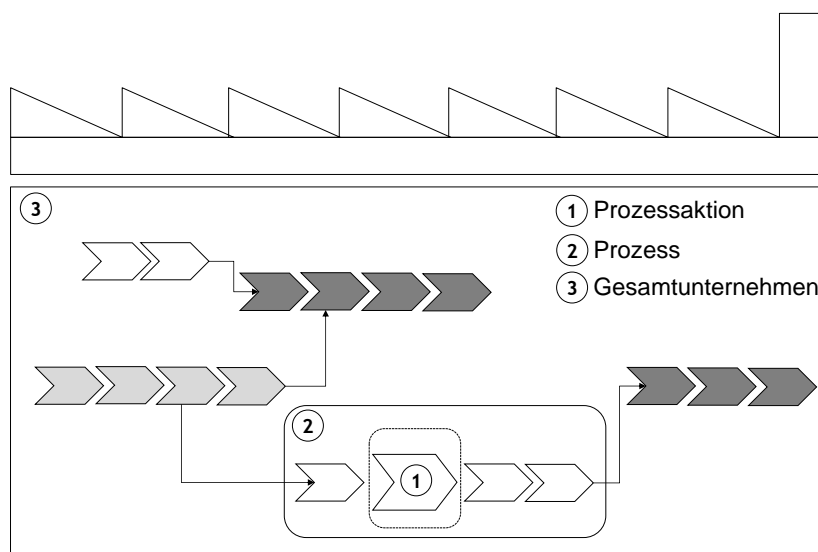 3
1 Prozessaktion
2 Prozess
3 Gesamtunternehmen
2
1